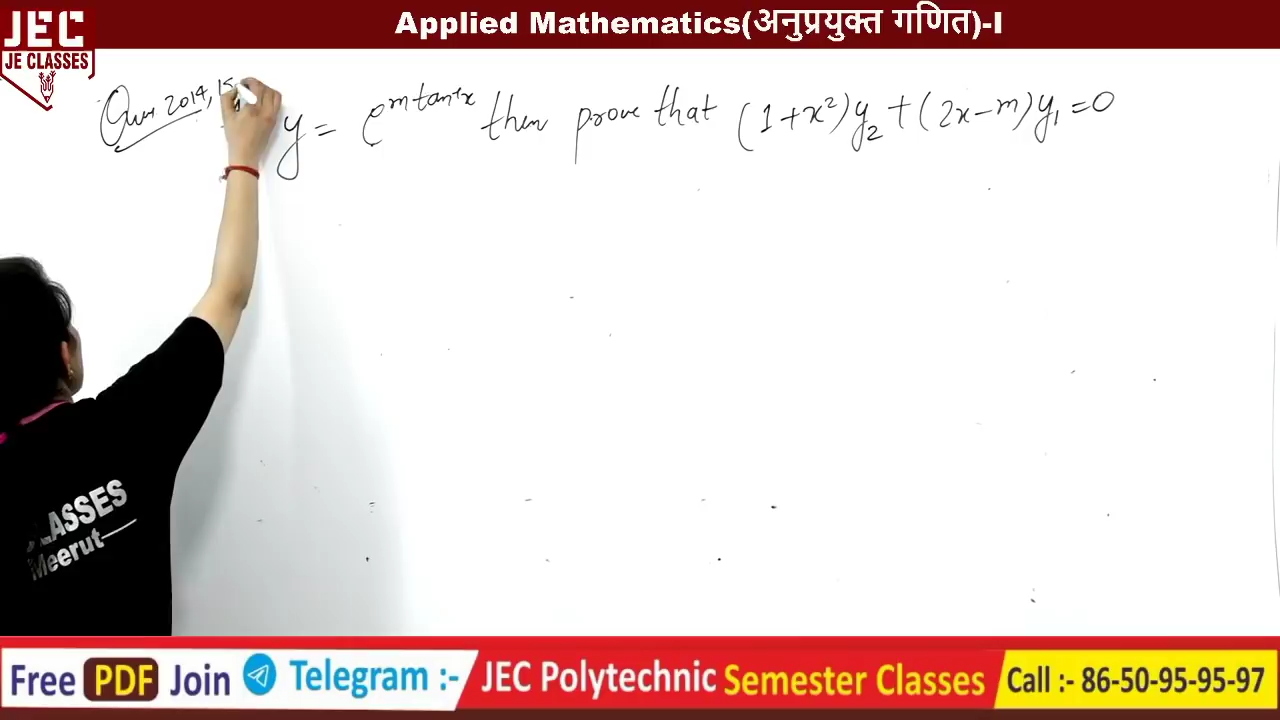 Applied Mathematics(अनुप्रयुक्त गणित)-I
JEC
JE CLASSES
Ques 2014, 15, y = e^{m tan⁻¹x} then prove that (1+x²)y₂ + (2x-m)y₁ = 0
CLASSES
Meerut
Free PDF Join Telegram :- JEC Polytechnic Semester Classes Call :- 86-50-95-95-97